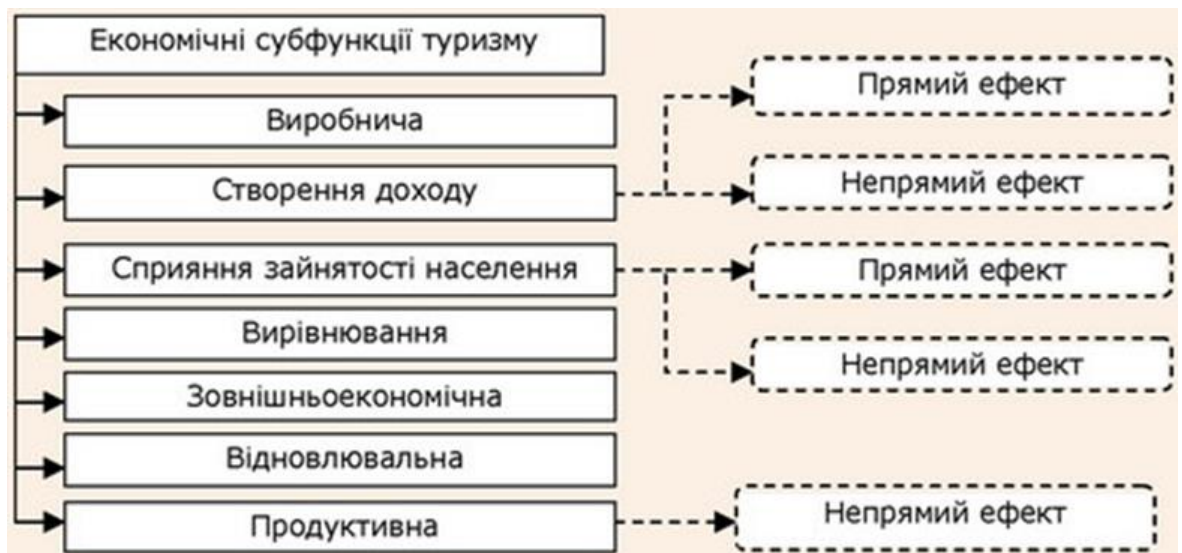 Економічні субфункції туризму
Виробнича
Створення доходу
Прямий ефект
Непрямий ефект
Сприяння зайнятості населення
Прямий ефект
Непрямий ефект
Вирівнювання
Зовнішньоекономічна
Відновлювальна
Продуктивна
Непрямий ефект